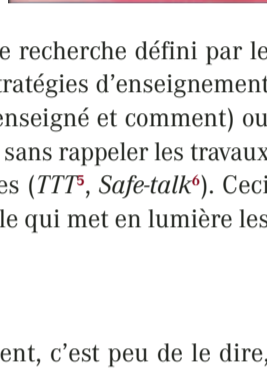 e recherche défini par le
tratégies d'enseignement
enseigné et comment) ou
sans rappeler les travaux
es (TTT⁵, Safe-talk⁶). Ceci
le qui met en lumière les
ent, c'est peu de le dire,